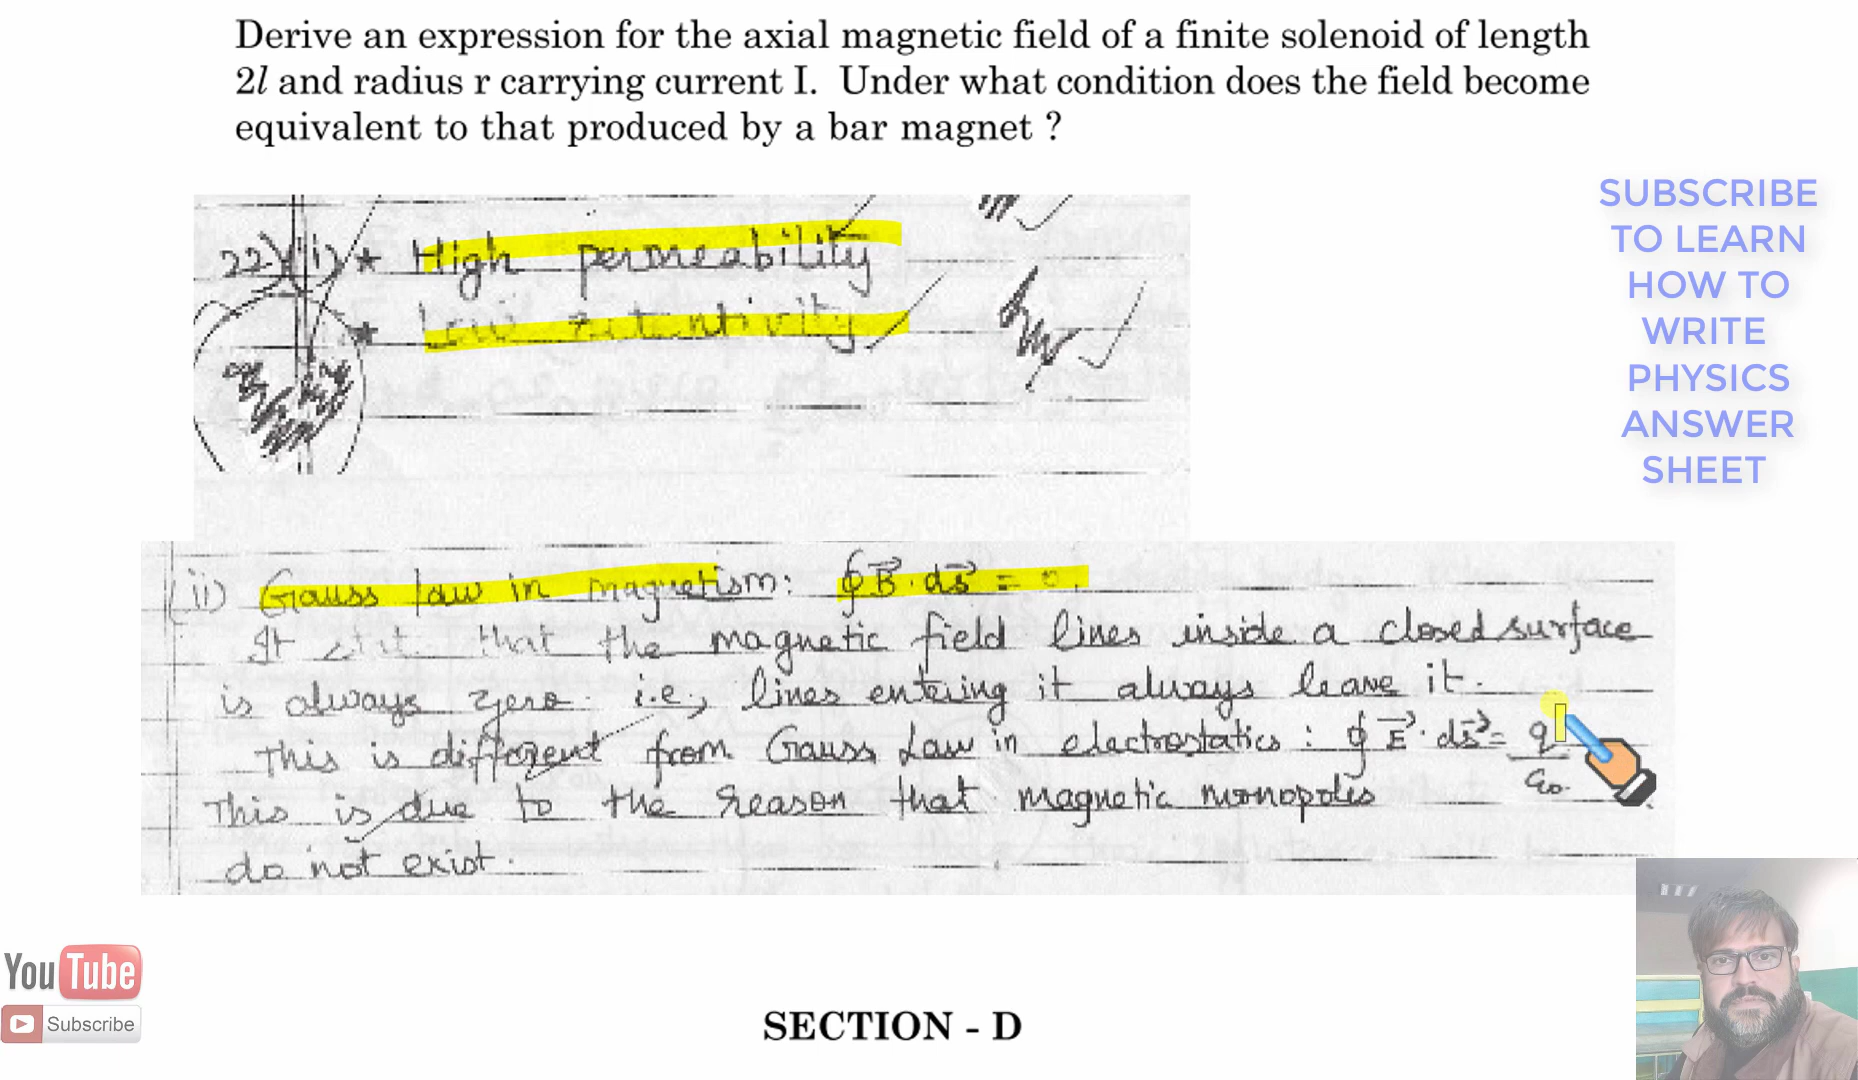 Derive an expression for the axial magnetic field of a finite solenoid of length
2l and radius r carrying current I. Under what condition does the field become
equivalent to that produced by a bar magnet ?
SUBSCRIBE
TO LEARN
HOW TO
WRITE
PHYSICS
ANSWER
SHEET
22)(i) ★ High permeability
★ Low retentivity
(ii) Gauss law in magnetism: ∮B⃗·ds⃗ = 0.
It that the magnetic field lines inside a closed surface
is always zero i.e., lines entering it always leave it.
This is different from Gauss Law in electrostatics : ∮E⃗·ds⃗ = q/ε₀.
This is due to the reason that magnetic monopoles
do not exist.
YouTube
Subscribe
SECTION - D